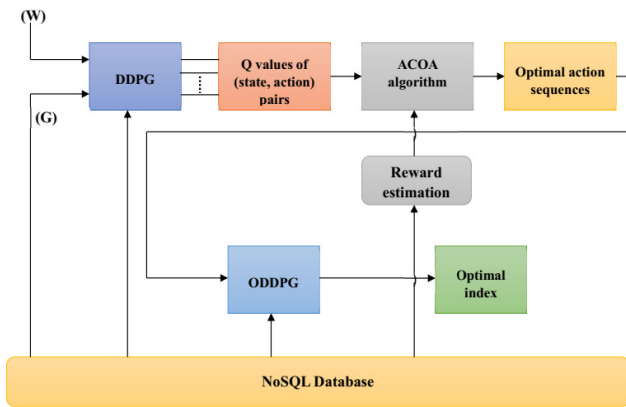 (W)
DDPG
Q values of
(state, action)
pairs
ACOA
algorithm
Optimal action
sequences
(G)
Reward
estimation
ODDPG
Optimal
index
NoSQL Database